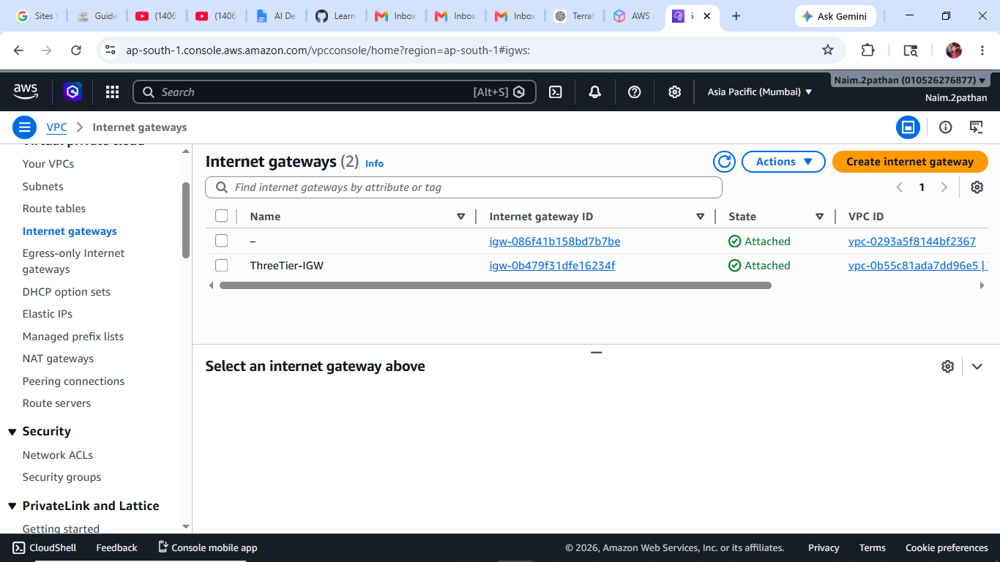 Sites
Guide
(1406
(1406
AI De
Learn
Inbox
Inbox
Inbox
Terraf
AWS
Ask Gemini
ap-south-1.console.aws.amazon.com/vpcconsole/home?region=ap-south-1#igws:
aws
Search
[Alt+S]
Asia Pacific (Mumbai)
Naim.2pathan (010526276877)
Naim.2pathan
VPC
Internet gateways
Virtual private cloud
Your VPCs
Subnets
Route tables
Internet gateways
Egress-only Internet
gateways
DHCP option sets
Elastic IPs
Managed prefix lists
NAT gateways
Peering connections
Route servers
Security
Network ACLs
Security groups
PrivateLink and Lattice
Getting started
Internet gateways (2) Info
Actions
Create internet gateway
Find internet gateways by attribute or tag
1
Name Internet gateway ID State VPC ID
– igw-086f41b158bd7b7be Attached vpc-0293a5f8144bf2367
ThreeTier-IGW igw-0b479f31dfe16234f Attached vpc-0b55c81ada7dd96e5 |
Select an internet gateway above
CloudShell Feedback Console mobile app © 2026, Amazon Web Services, Inc. or its affiliates. Privacy Terms Cookie preferences